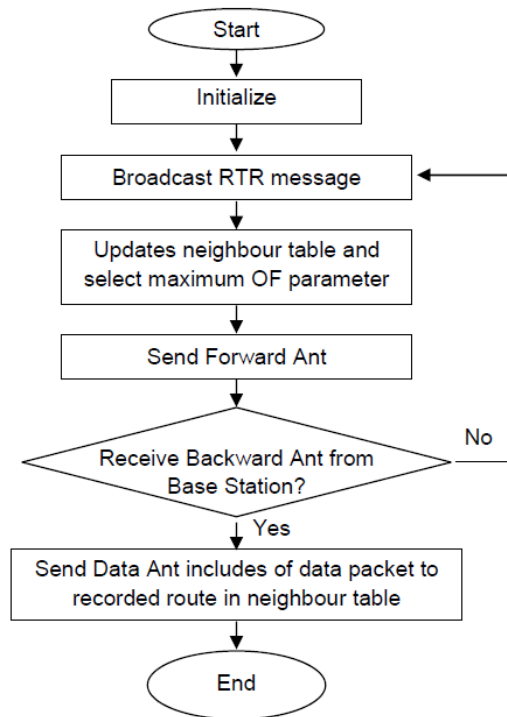 Start
Initialize
Broadcast RTR message
Updates neighbour table and
select maximum OF parameter
Send Forward Ant
Receive Backward Ant from
Base Station?
No
Yes
Send Data Ant includes of data packet to
recorded route in neighbour table
End